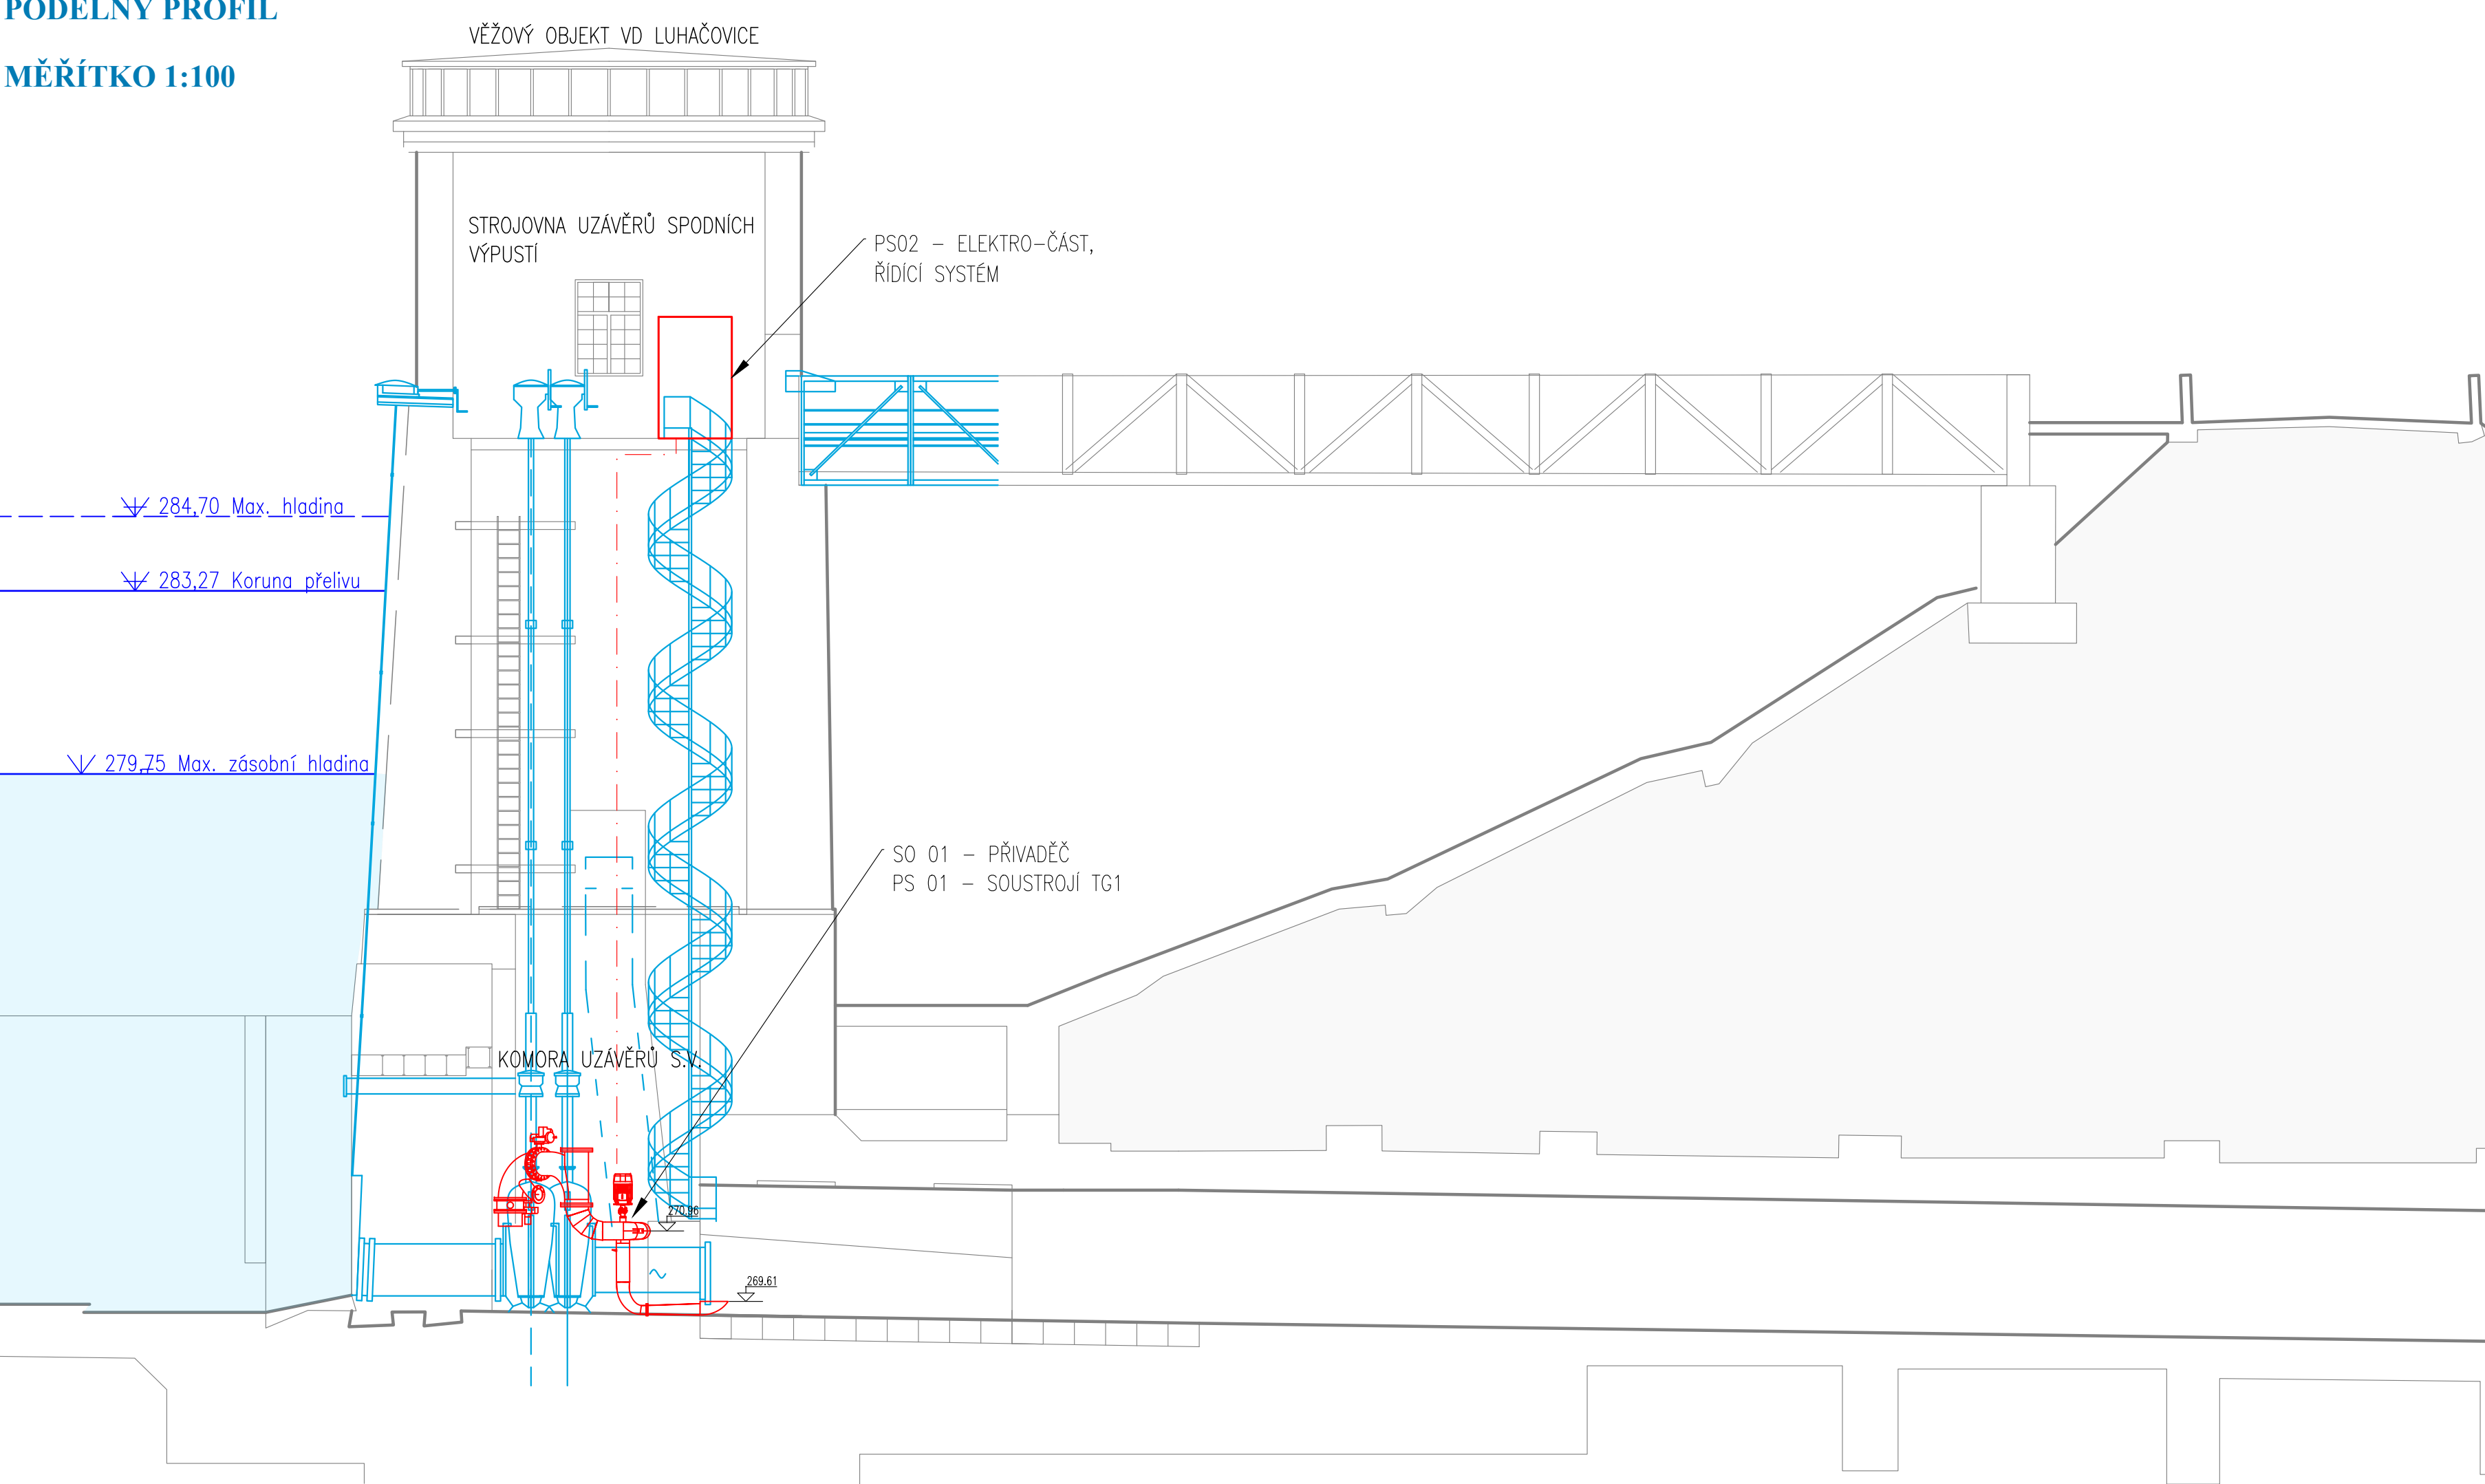 PODÉLNÝ PROFIL
MĚŘÍTKO 1:100
VĚŽOVÝ OBJEKT VD LUHAČOVICE
STROJOVNA UZÁVĚRŮ SPODNÍCH
VÝPUSTÍ
PS02 – ELEKTRO–ČÁST,
ŘÍDÍCÍ SYSTÉM
284,70 Max. hladina
283,27 Koruna přelivu
279,75 Max. zásobní hladina
SO 01 – PŘIVADĚČ
PS 01 – SOUSTROJÍ TG1
KOMORA UZÁVĚRŮ S.V.
270.96
269.61